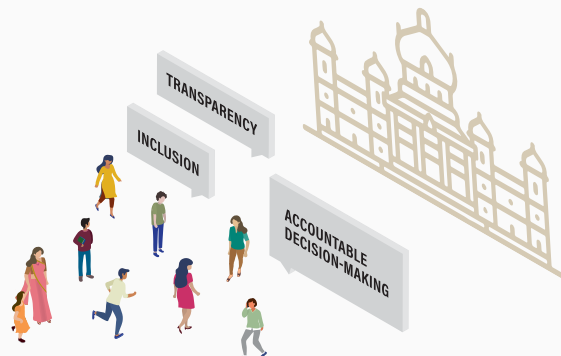 TRANSPARENCY
INCLUSION
ACCOUNTABLE
DECISION-MAKING